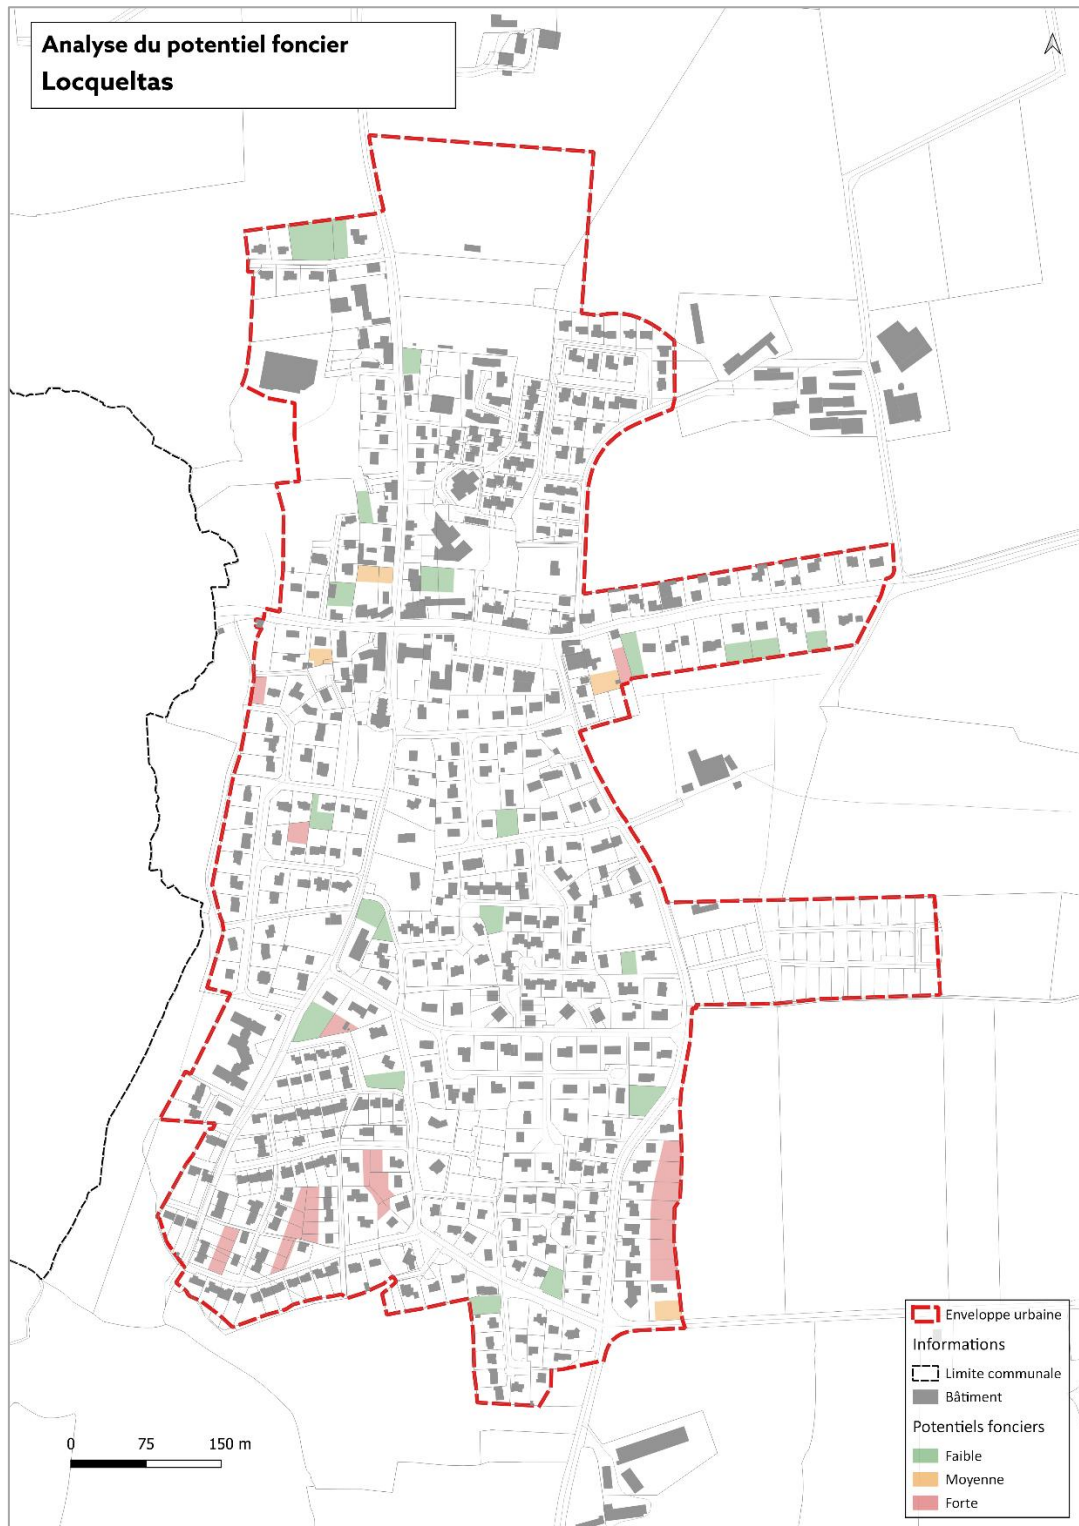 Analyse du potentiel foncier
Locqueltas
Enveloppe urbaine
Informations
Limite communale
Bâtiment
Potentiels fonciers
Faible
Moyenne
Forte
0 75 150 m